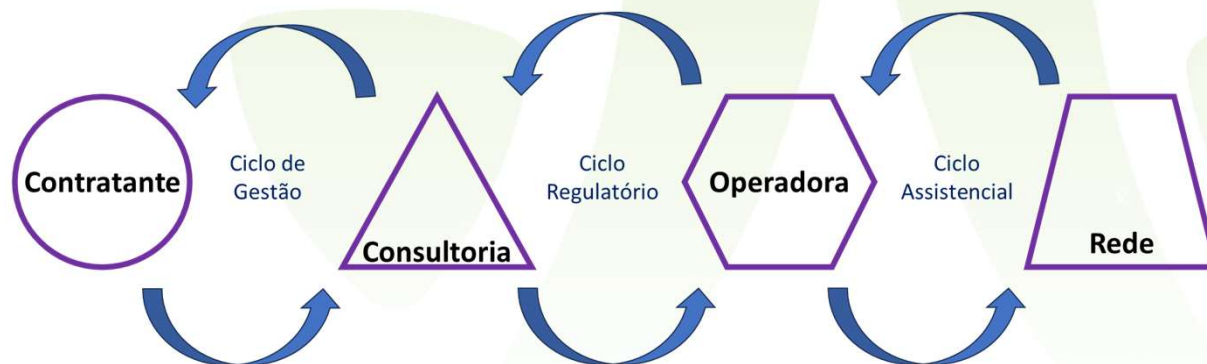 Contratante
Ciclo de
Gestão
Consultoria
Ciclo
Regulatório
Operadora
Ciclo
Assistencial
Rede